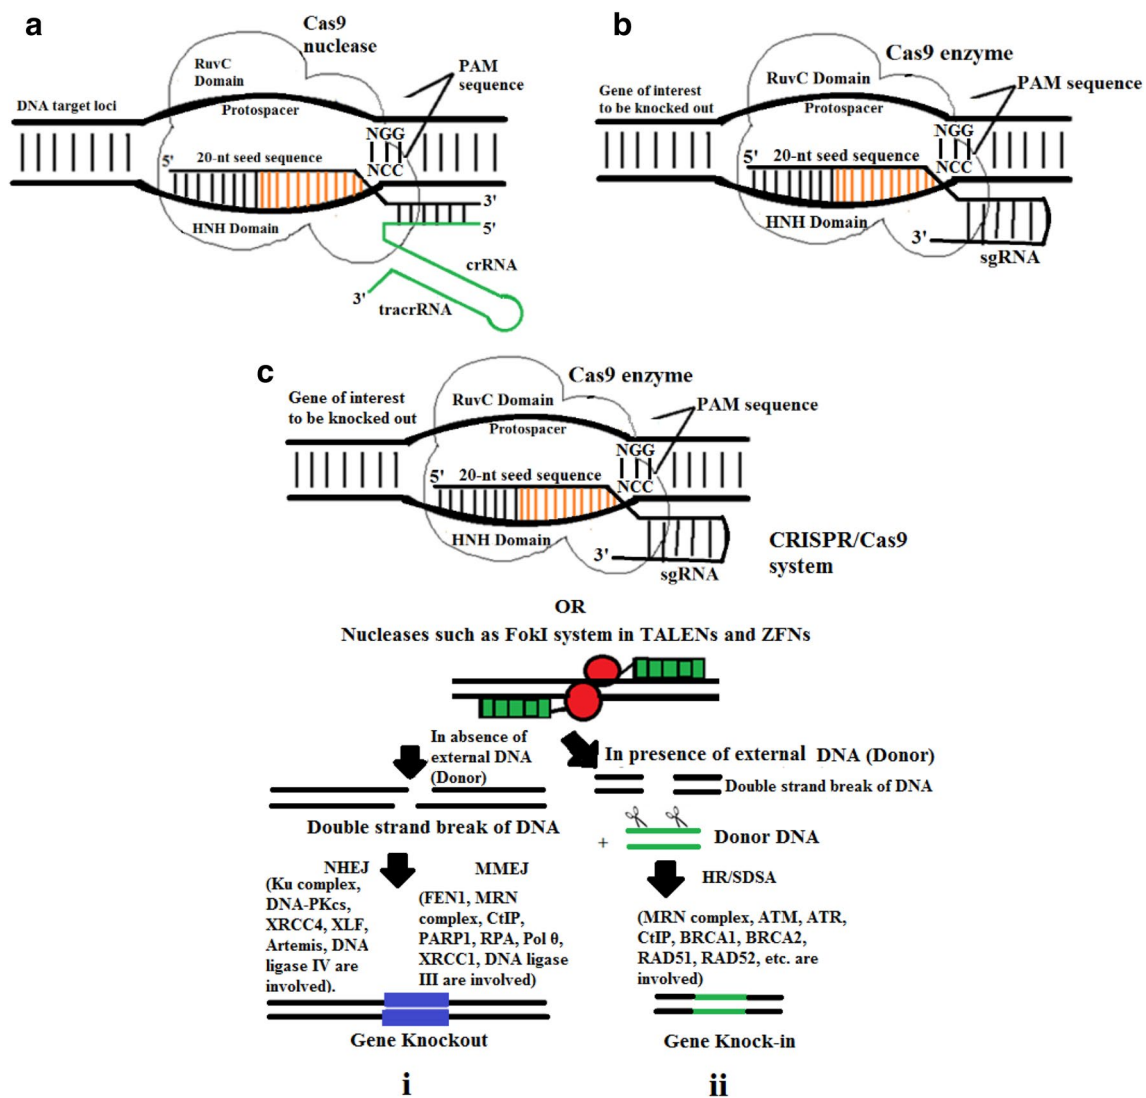 a
Cas9
nuclease
RuvC
Domain
PAM
sequence
DNA target loci
Protospacer
NGG
5'
20-nt seed sequence
NCC
3'
HNH Domain
5'
crRNA
3'
tracrRNA
b
Cas9 enzyme
RuvC Domain
PAM sequence
Gene of interest
to be knocked out
Protospacer
NGG
5'
20-nt seed sequence
NCC
HNH Domain
3'
sgRNA
c
Cas9 enzyme
Gene of interest
to be knocked out
RuvC Domain
PAM sequence
Protospacer
NGG
5'
20-nt seed sequence
NCC
HNH Domain
3'
sgRNA
CRISPR/Cas9
system
OR
Nucleases such as FokI system in TALENs and ZFNs
In absence of
external DNA
(Donor)
Double strand break of DNA
NHEJ
(Ku complex,
DNA-PKcs,
XRCC4, XLF,
Artemis, DNA
ligase IV are
involved).
MMEJ
(FEN1, MRN
complex, CtIP,
PARP1, RPA, Pol θ,
XRCC1, DNA ligase
III are involved)
Gene Knockout
i
In presence of external DNA (Donor)
Double strand break of DNA
+
Donor DNA
HR/SDSA
(MRN complex, ATM, ATR,
CtIP, BRCA1, BRCA2,
RAD51, RAD52, etc. are
involved)
Gene Knock-in
ii